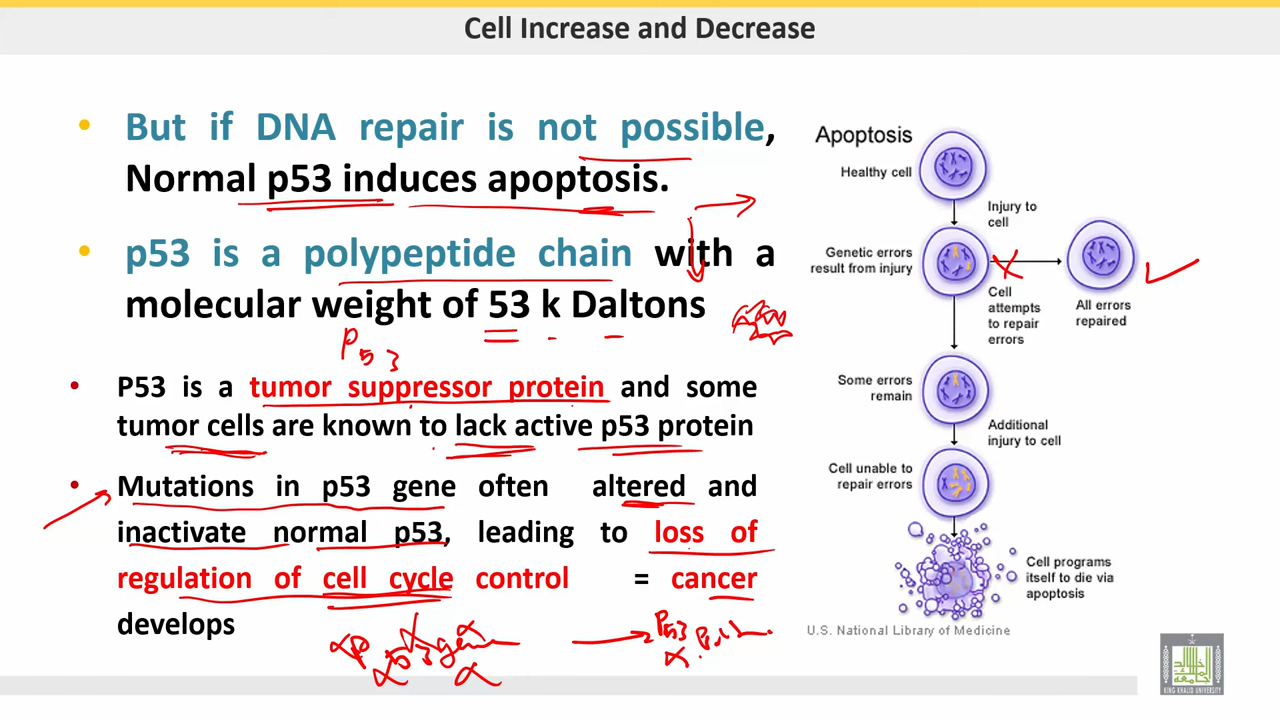 Cell Increase and Decrease
• But if DNA repair is not possible,
Normal p53 induces apoptosis.
• p53 is a polypeptide chain with a
molecular weight of 53 k Daltons
P53
• P53 is a tumor suppressor protein and some
tumor cells are known to lack active p53 protein
• Mutations in p53 gene often altered and
inactivate normal p53, leading to loss of
regulation of cell cycle control = cancer
develops
P53
Apoptosis
Healthy cell
Injury to
cell
Genetic errors
result from injury
Cell
attempts
to repair
errors
All errors
repaired
Some errors
remain
Additional
injury to cell
Cell unable to
repair errors
Cell programs
itself to die via
apoptosis
U.S. National Library of Medicine
KING KHALID UNIVERSITY